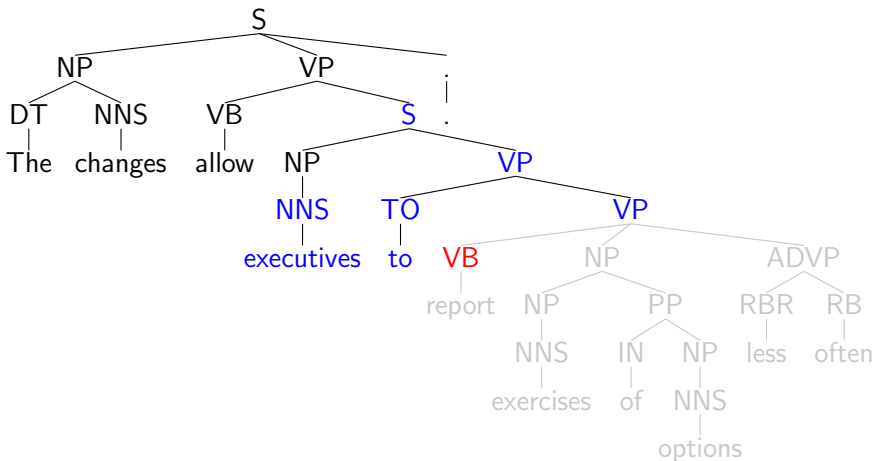 S
NP VP .
DT NNS VB S .
The changes allow NP VP
NNS TO VP
executives to VB NP ADVP
report NP PP RBR RB
NNS IN NP less often
exercises of NNS
options